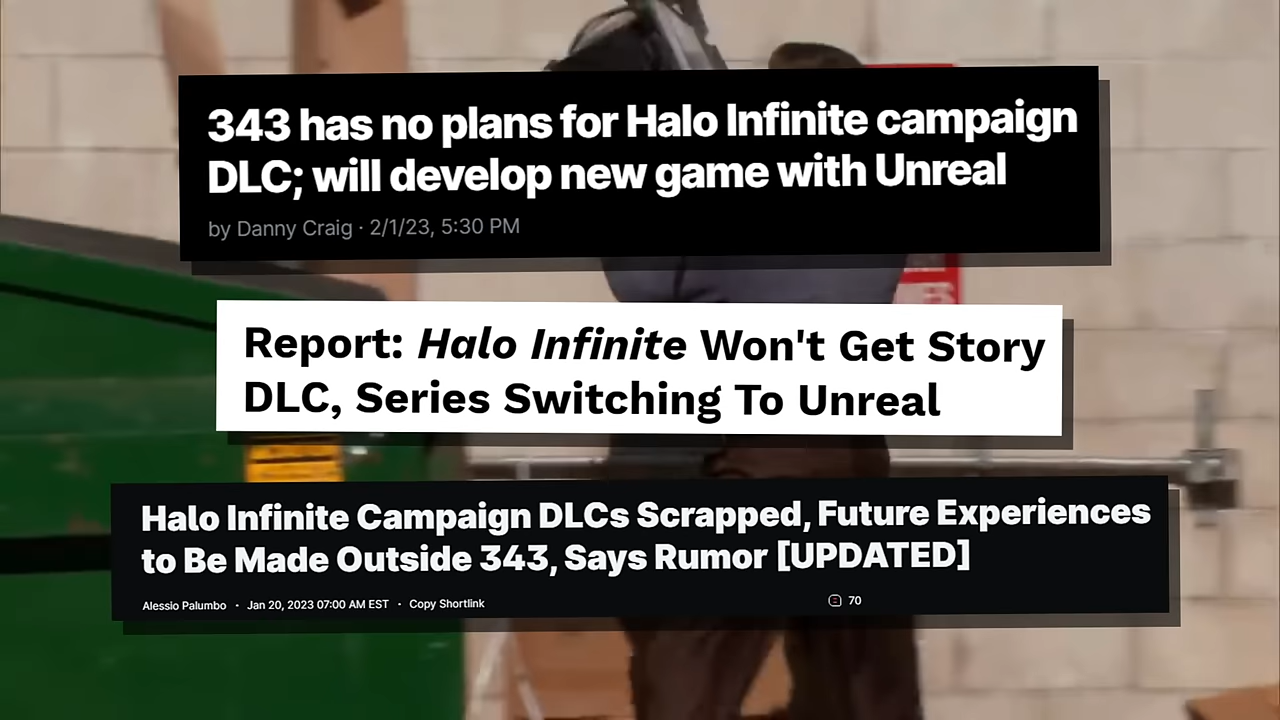 343 has no plans for Halo Infinite campaign
DLC; will develop new game with Unreal
by Danny Craig · 2/1/23, 5:30 PM
Report: Halo Infinite Won't Get Story
DLC, Series Switching To Unreal
Halo Infinite Campaign DLCs Scrapped, Future Experiences
to Be Made Outside 343, Says Rumor [UPDATED]
Alessio Palumbo · Jan 20, 2023 07:00 AM EST · Copy Shortlink
70